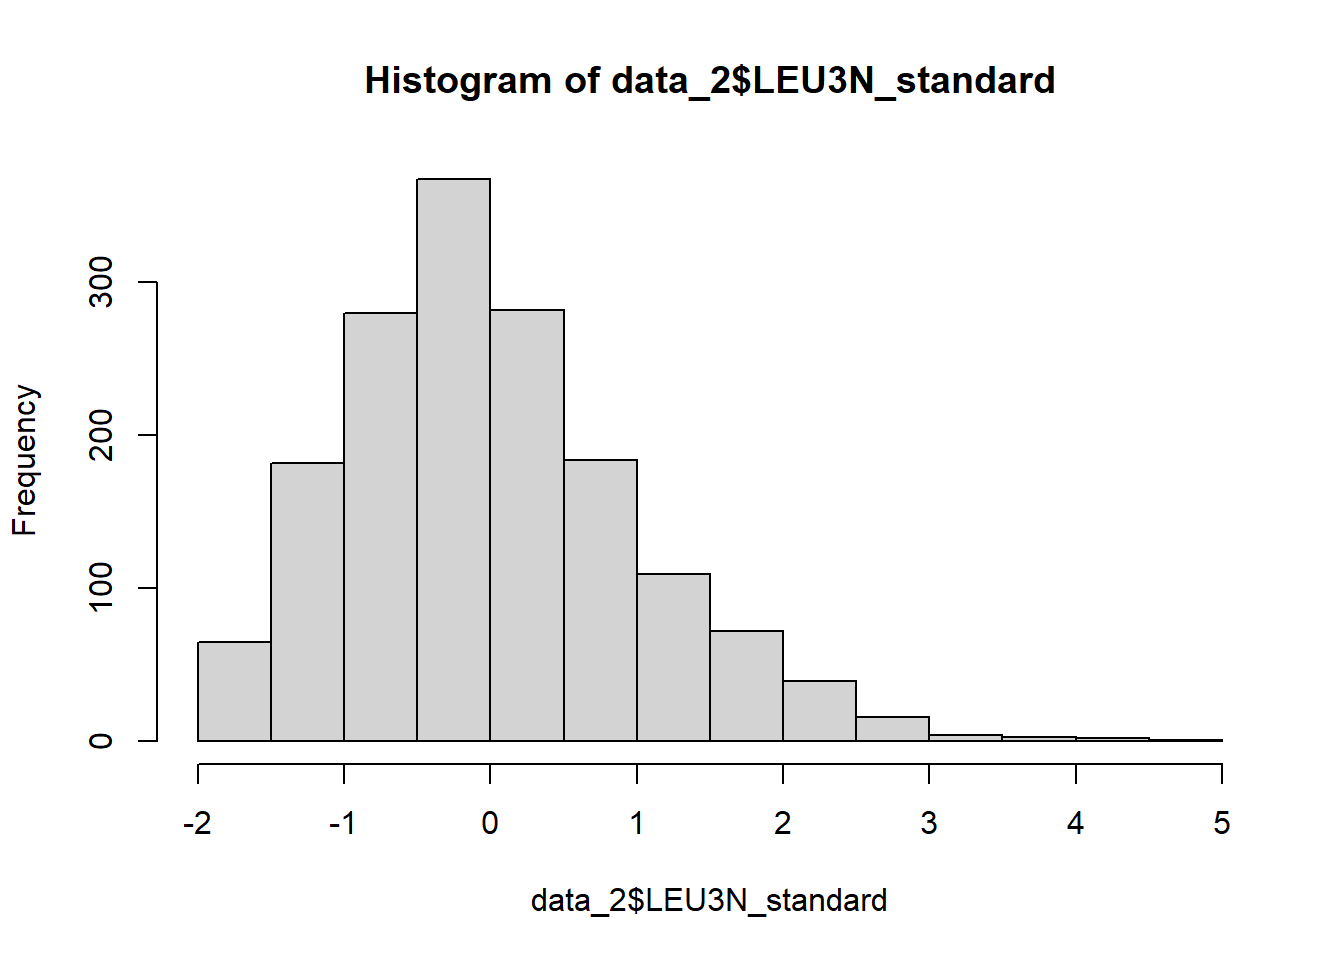 Histogram of data_2$LEU3N_standard
Frequency
300
200
100
0
-2 -1 0 1 2 3 4 5
data_2$LEU3N_standard